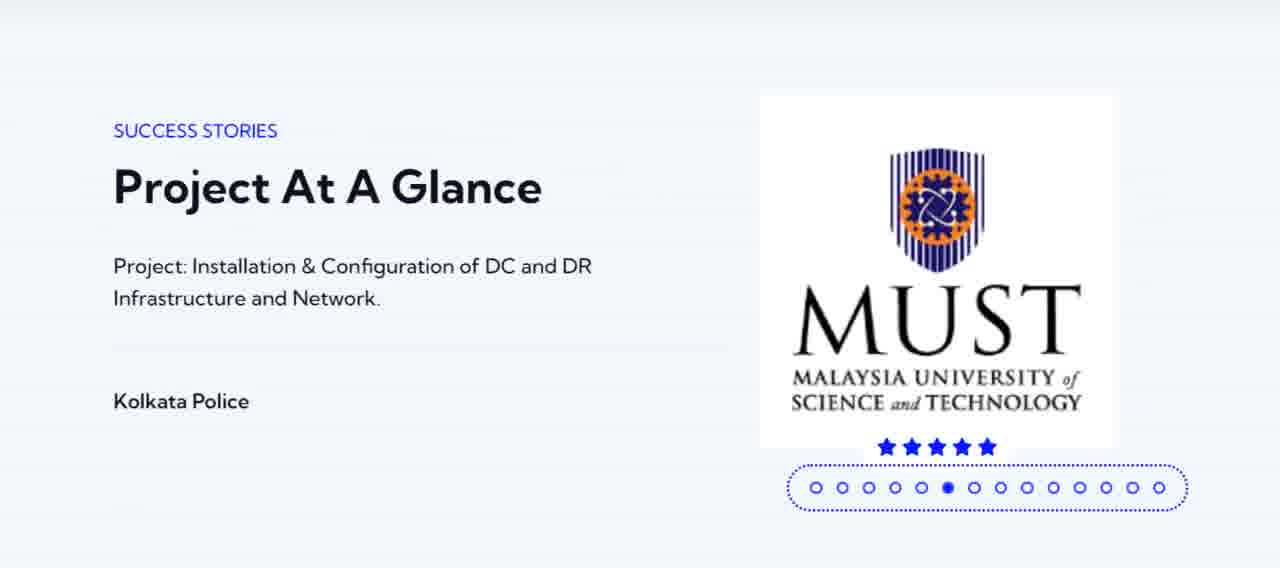 SUCCESS STORIES
Project At A Glance
Project: Installation & Configuration of DC and DR
Infrastructure and Network.
Kolkata Police
MUST
MALAYSIA UNIVERSITY of
SCIENCE and TECHNOLOGY